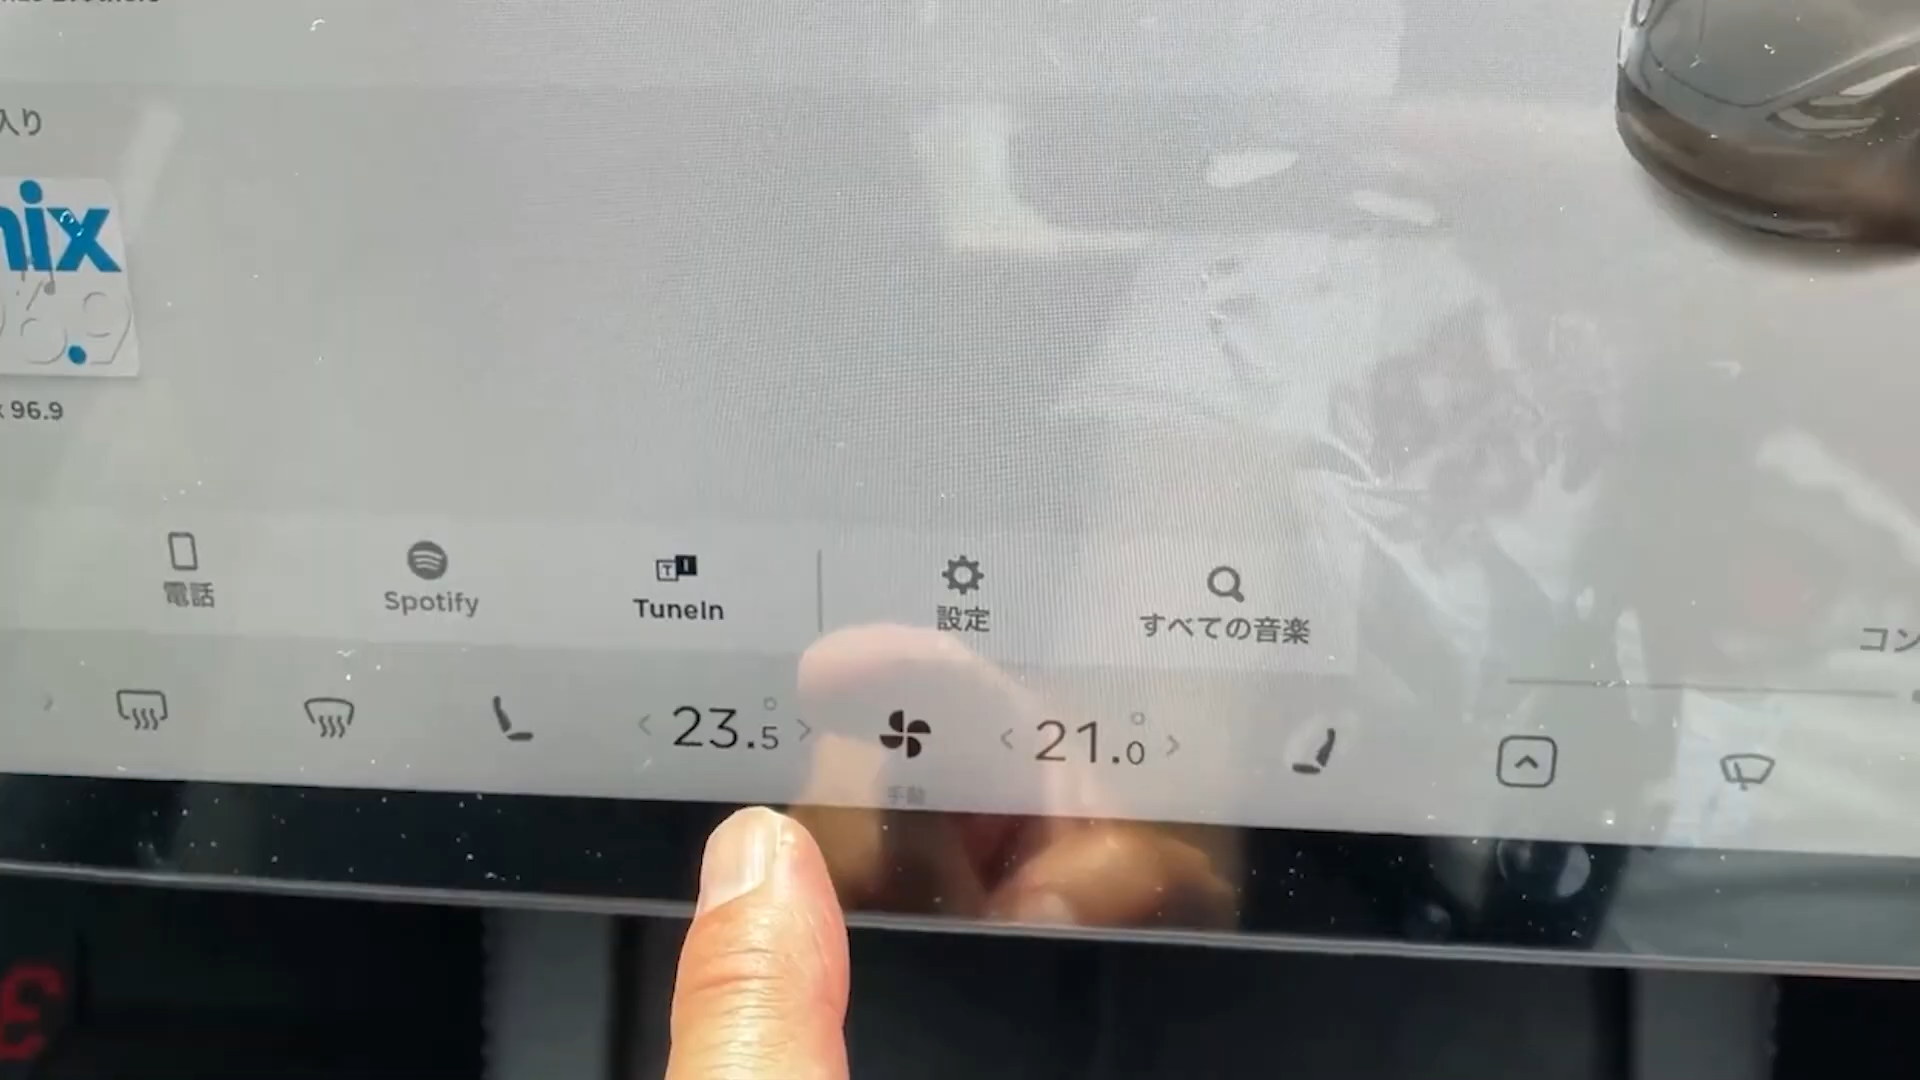 入り
nix
96.9
x 96.9
電話
Spotify
TuneIn
設定
すべての音楽
コン
23.5°
21.0°
手動